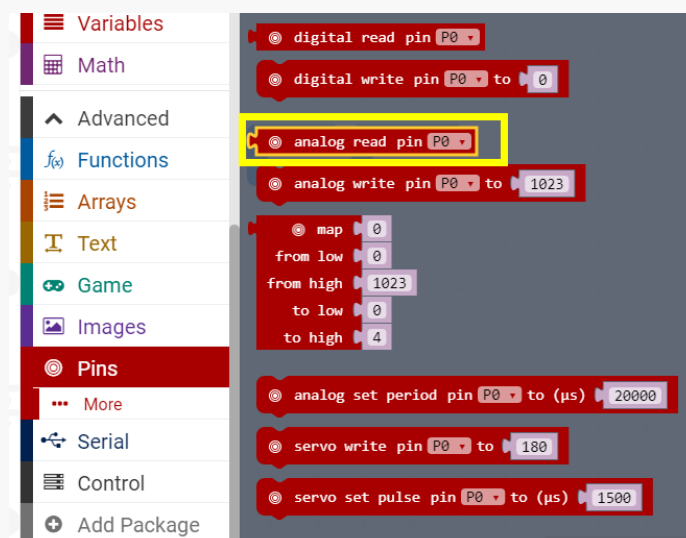 Variables
Math
Advanced
Functions
Arrays
Text
Game
Images
Pins
More
Serial
Control
Add Package
digital read pin P0
digital write pin P0 to 0
analog read pin P0
analog write pin P0 to 1023
map 0
from low 0
from high 1023
to low 0
to high 4
analog set period pin P0 to (µs) 20000
servo write pin P0 to 180
servo set pulse pin P0 to (µs) 1500